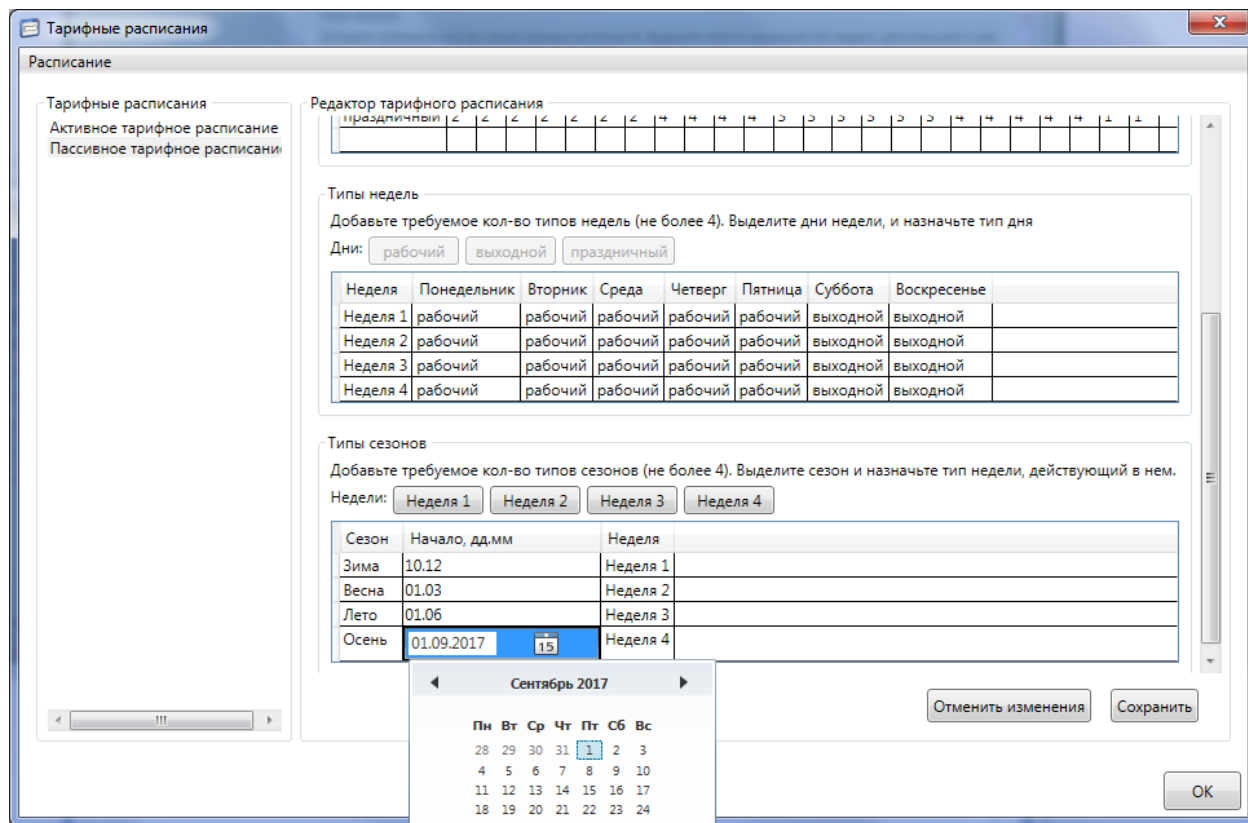 Тарифные расписания
Расписание
Тарифные расписания
Активное тарифное расписание
Пассивное тарифное расписани
Редактор тарифного расписания
праздничный 2 2 2 2 2 2 2 4 4 4 4 3 3 3 3 3 3 4 4 4 4 4 1 1
Типы недель
Добавьте требуемое кол-во типов недель (не более 4). Выделите дни недели, и назначьте тип дня
Дни: рабочий выходной праздничный
Неделя Понедельник Вторник Среда Четверг Пятница Суббота Воскресенье
Неделя 1 рабочий рабочий рабочий рабочий рабочий выходной выходной
Неделя 2 рабочий рабочий рабочий рабочий рабочий выходной выходной
Неделя 3 рабочий рабочий рабочий рабочий рабочий выходной выходной
Неделя 4 рабочий рабочий рабочий рабочий рабочий выходной выходной
Типы сезонов
Добавьте требуемое кол-во типов сезонов (не более 4). Выделите сезон и назначьте тип недели, действующий в нем.
Недели: Неделя 1 Неделя 2 Неделя 3 Неделя 4
Сезон Начало, дд.мм Неделя
Зима 10.12 Неделя 1
Весна 01.03 Неделя 2
Лето 01.06 Неделя 3
Осень 01.09.2017 15 Неделя 4
Сентябрь 2017
Пн Вт Ср Чт Пт Сб Вс
28 29 30 31 1 2 3
4 5 6 7 8 9 10
11 12 13 14 15 16 17
18 19 20 21 22 23 24
Отменить изменения Сохранить
OK